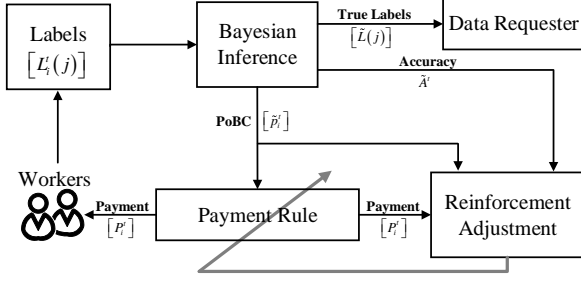 Labels
[L_i^t(j)]
Bayesian
Inference
True Labels
[L̃(j)]
Data Requester
Accuracy
Ã^t
PoBC
[p̃_i^t]
Workers
Payment
[P_i^t]
Payment Rule
Payment
[P_i^t]
Reinforcement
Adjustment